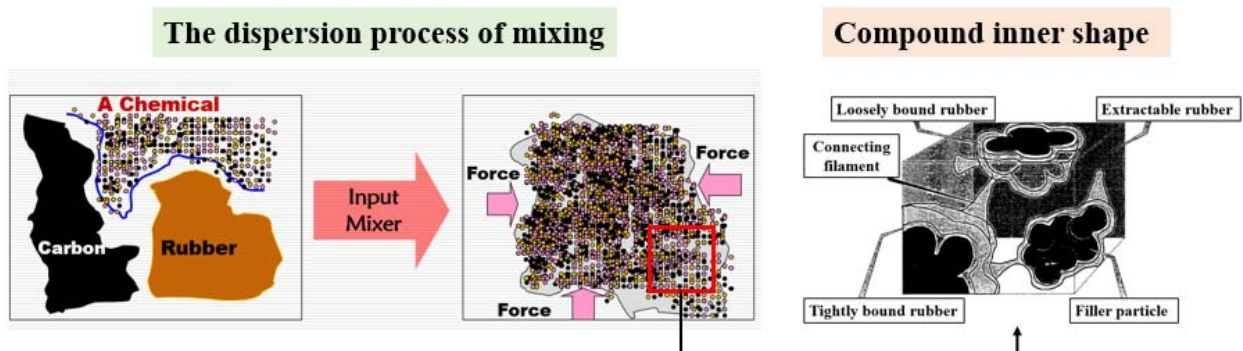 The dispersion process of mixing
Compound inner shape
A Chemical
Carbon
Rubber
Input
Mixer
Force
Force
Force
Loosely bound rubber
Extractable rubber
Connecting
filament
Tightly bound rubber
Filler particle